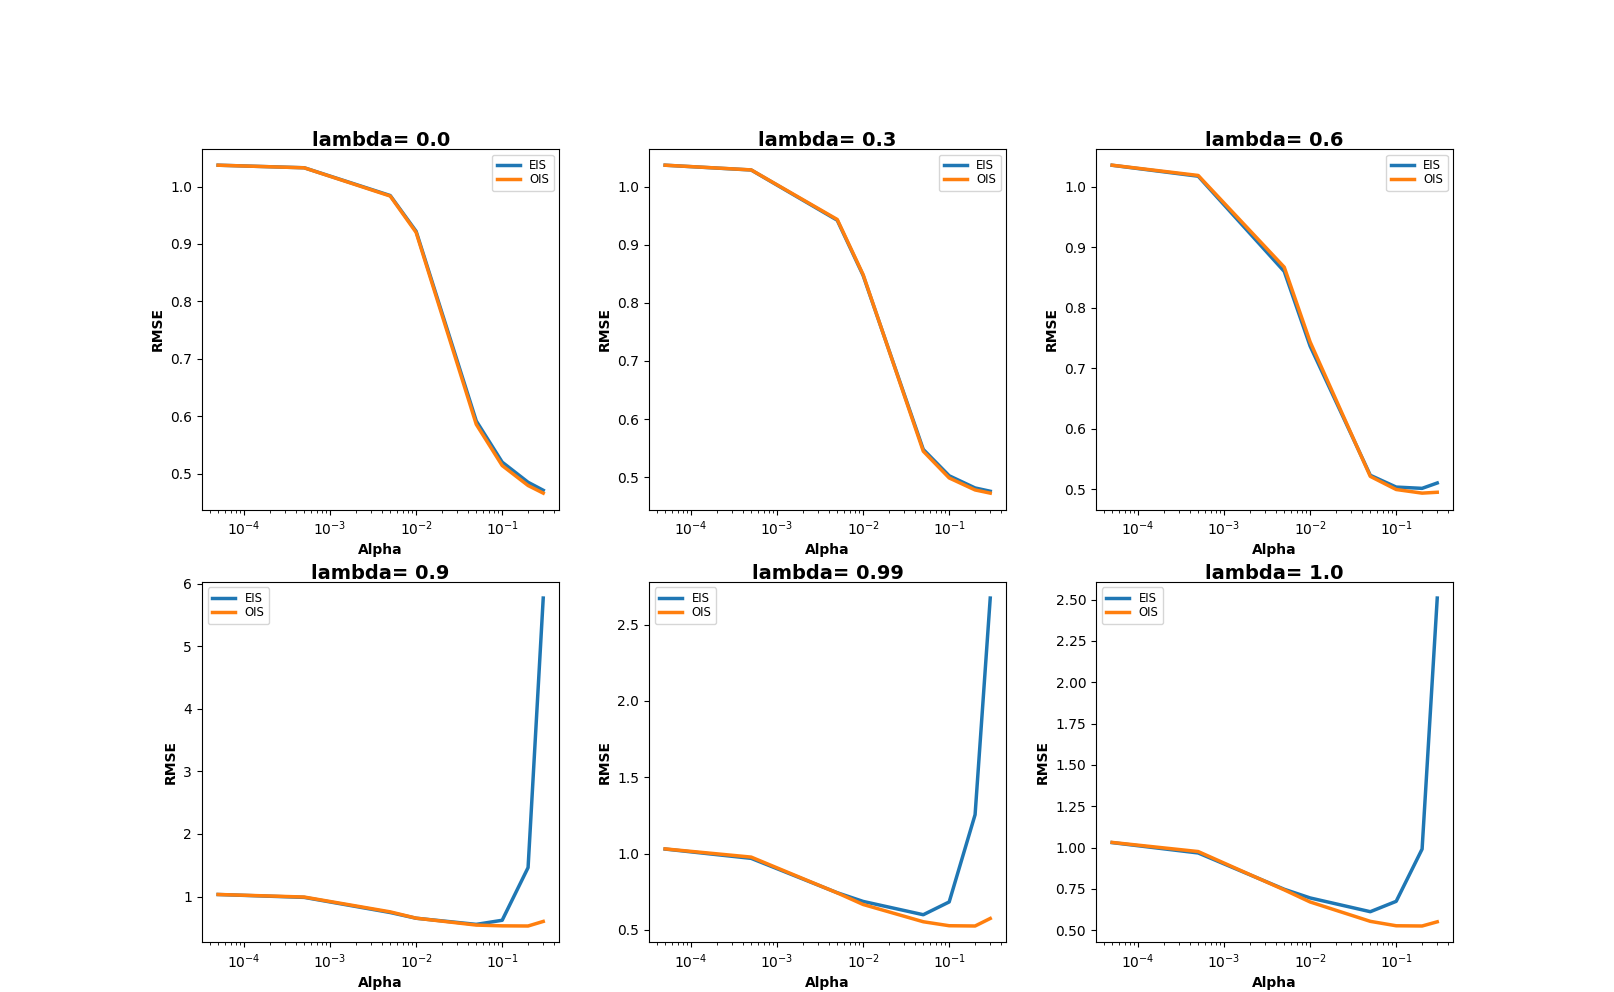 lambda= 0.0
EIS
OIS
1.0
0.9
0.8
0.7
0.6
0.5
RMSE
10⁻⁴
10⁻³
10⁻²
10⁻¹
Alpha
lambda= 0.3
EIS
OIS
1.0
0.9
0.8
0.7
0.6
0.5
RMSE
10⁻⁴
10⁻³
10⁻²
10⁻¹
Alpha
lambda= 0.6
EIS
OIS
1.0
0.9
0.8
0.7
0.6
0.5
RMSE
10⁻⁴
10⁻³
10⁻²
10⁻¹
Alpha
lambda= 0.9
EIS
OIS
6
5
4
3
2
1
RMSE
10⁻⁴
10⁻³
10⁻²
10⁻¹
Alpha
lambda= 0.99
EIS
OIS
2.5
2.0
1.5
1.0
0.5
RMSE
10⁻⁴
10⁻³
10⁻²
10⁻¹
Alpha
lambda= 1.0
EIS
OIS
2.50
2.25
2.00
1.75
1.50
1.25
1.00
0.75
0.50
RMSE
10⁻⁴
10⁻³
10⁻²
10⁻¹
Alpha